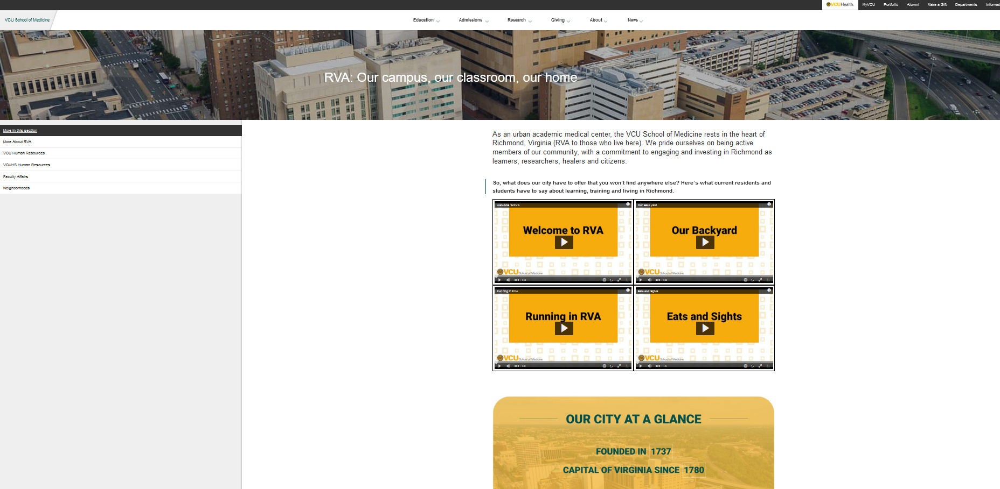 VCUHealth. MyVCU Portfolio Alumni Make a Gift Departments Informat
VCU School of Medicine
Education Admissions Research Giving About News
RVA: Our campus, our classroom, our home
More in this section
More About RVA
VCU Human Resources
VCUHS Human Resources
Faculty Affairs
Neighborhoods
As an urban academic medical center, the VCU School of Medicine rests in the heart of
Richmond, Virginia (RVA to those who live here). We pride ourselves on being active
members of our community, with a commitment to engaging and investing in Richmond as
learners, researchers, healers and citizens.
So, what does our city have to offer that you won't find anywhere else? Here's what current residents and
students have to say about learning, training and living in Richmond.
Welcome To RVA
Welcome to RVA
VCU School of Medicine
1x
Our Backyard
Our Backyard
VCU School of Medicine
1x
Running in RVA
Running in RVA
VCU School of Medicine
1x
Eats and Sights
Eats and Sights
VCU School of Medicine
1x
OUR CITY AT A GLANCE
FOUNDED IN 1737
CAPITAL OF VIRGINIA SINCE 1780